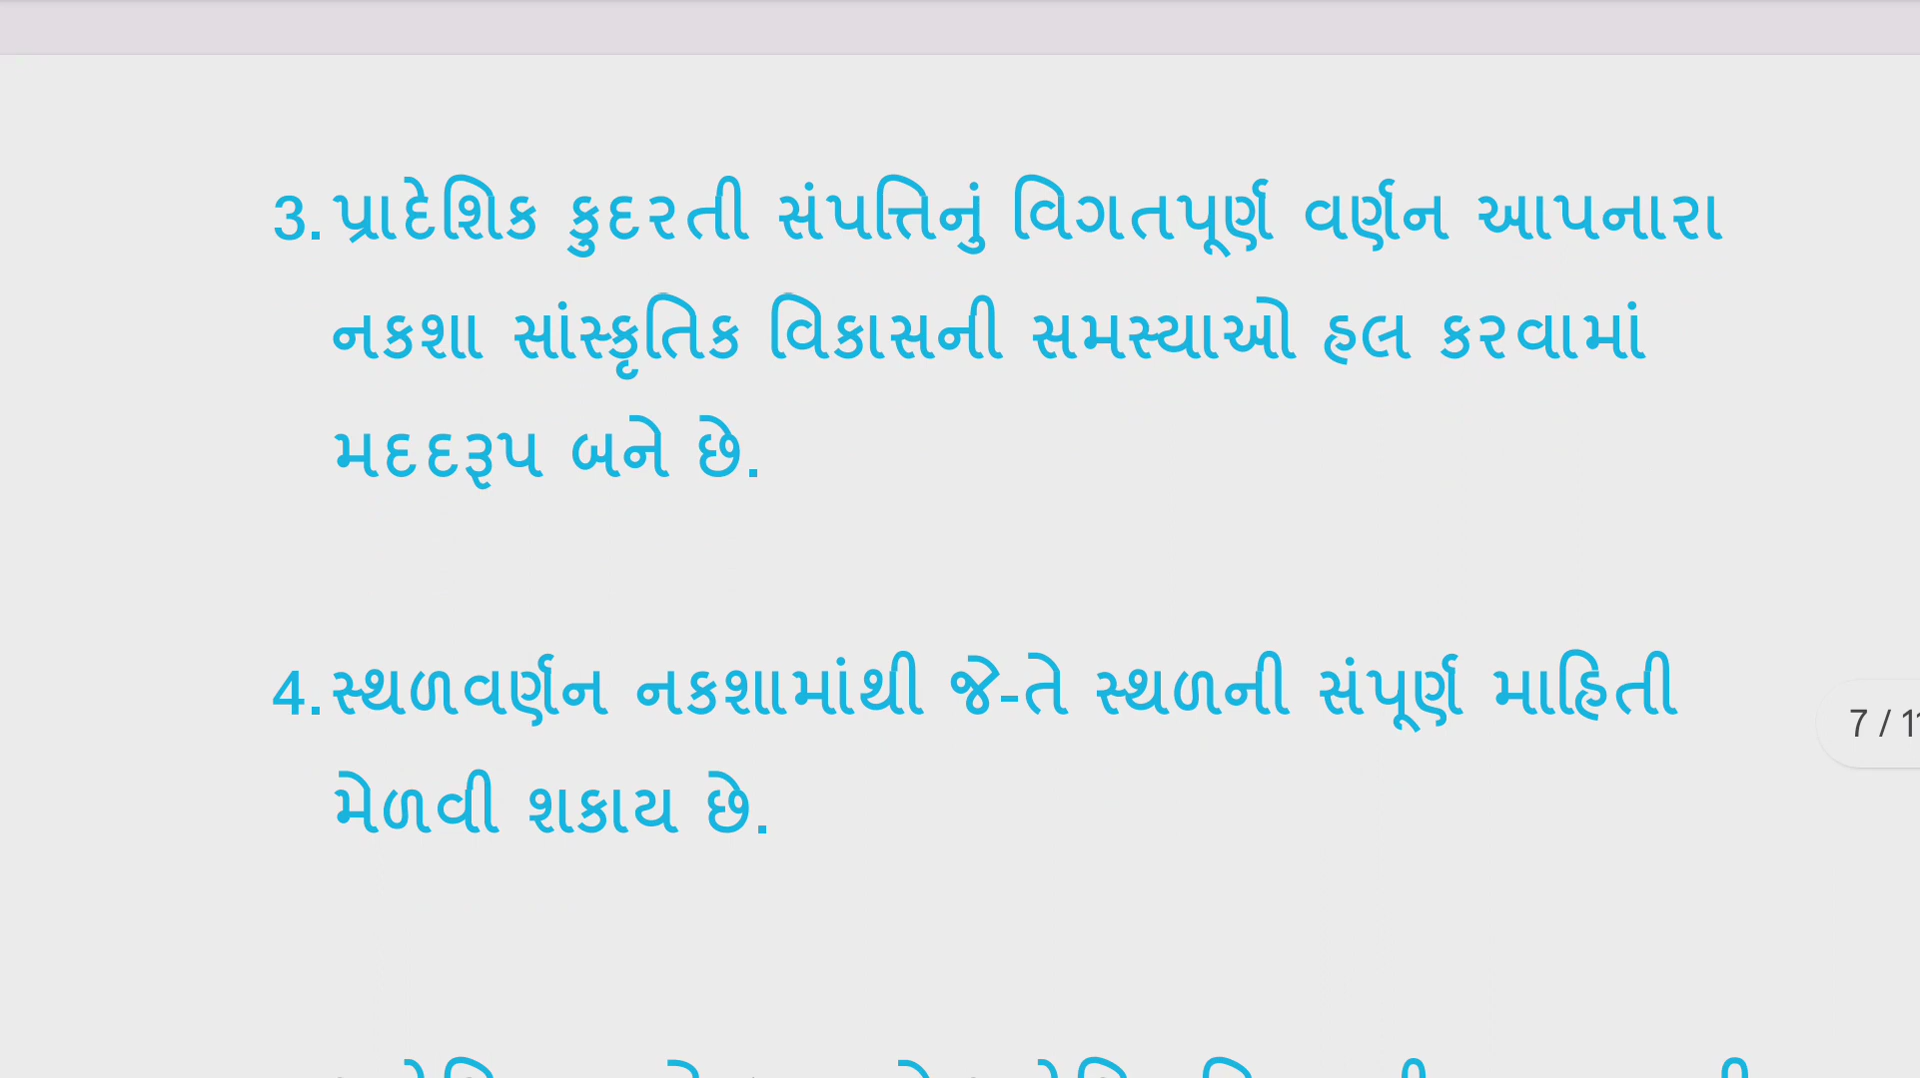 3. પ્રાદેશિક કુદરતી સંપત્તિનું વિગતપૂર્ણ વર્ણન આપનારા
નકશા સાંસ્કૃતિક વિકાસની સમસ્યાઓ હલ કરવામાં
મદદરૂપ બને છે.
4. સ્થળવર્ણન નકશામાંથી જે-તે સ્થળની સંપૂર્ણ માહિતી
7 / 11
મેળવી શકાય છે.